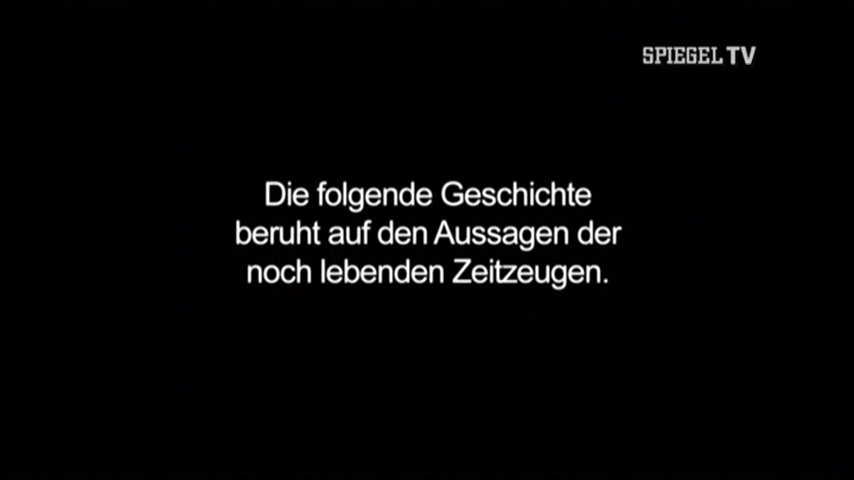 SPIEGEL TV
Die folgende Geschichte
beruht auf den Aussagen der
noch lebenden Zeitzeugen.